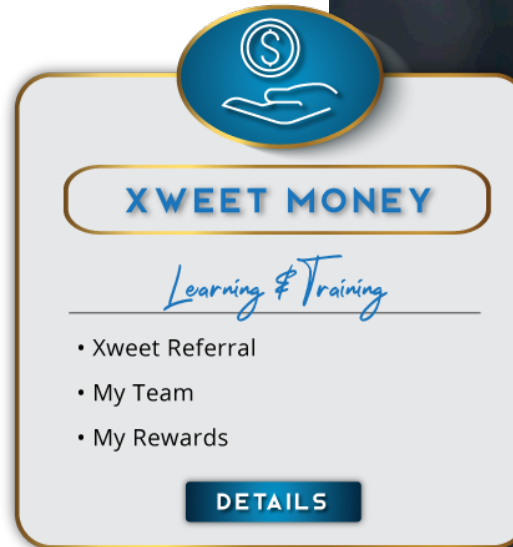 XWEET MONEY
Learning & Training
• Xweet Referral
• My Team
• My Rewards
DETAILS